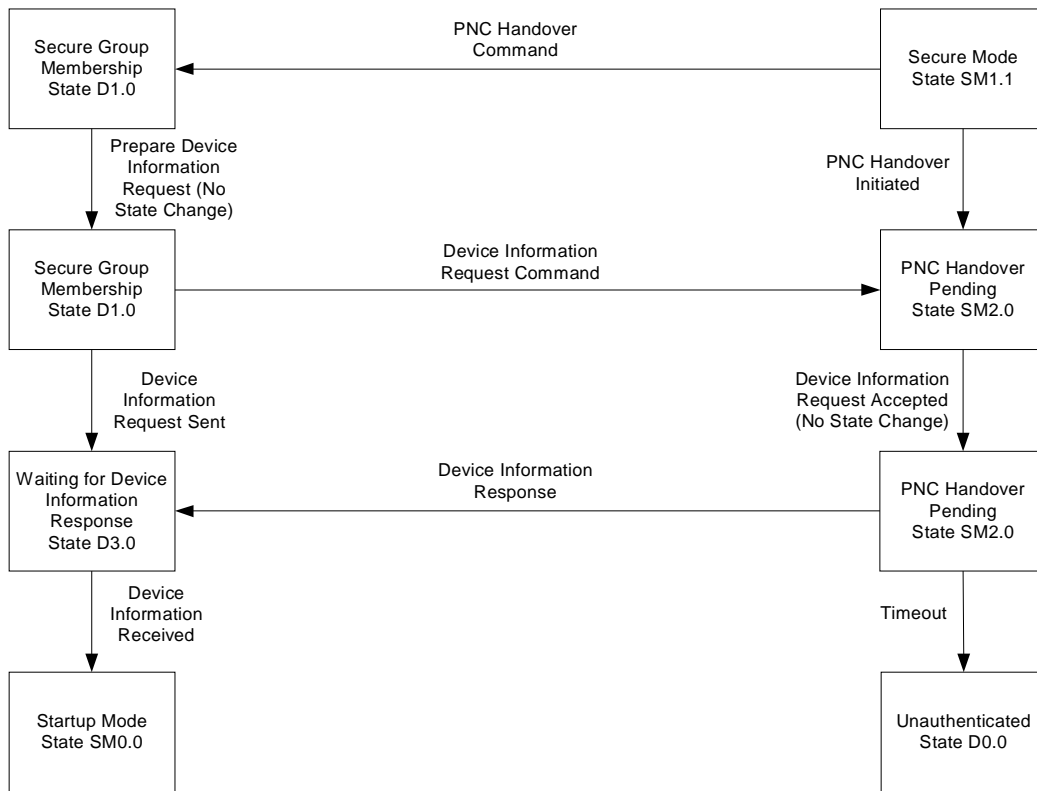 PNC Handover
Command
Secure Group
Membership
State D1.0
Secure Mode
State SM1.1
Prepare Device
Information
Request (No
State Change)
PNC Handover
Initiated
Secure Group
Membership
State D1.0
Device Information
Request Command
PNC Handover
Pending
State SM2.0
Device
Information
Request Sent
Device Information
Request Accepted
(No State Change)
Waiting for Device
Information
Response
State D3.0
Device Information
Response
PNC Handover
Pending
State SM2.0
Device
Information
Received
Timeout
Startup Mode
State SM0.0
Unauthenticated
State D0.0